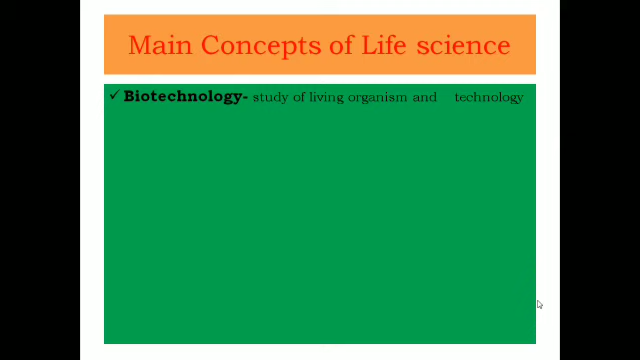 Main Concepts of Life science
✓ Biotechnology- study of living organism and technology